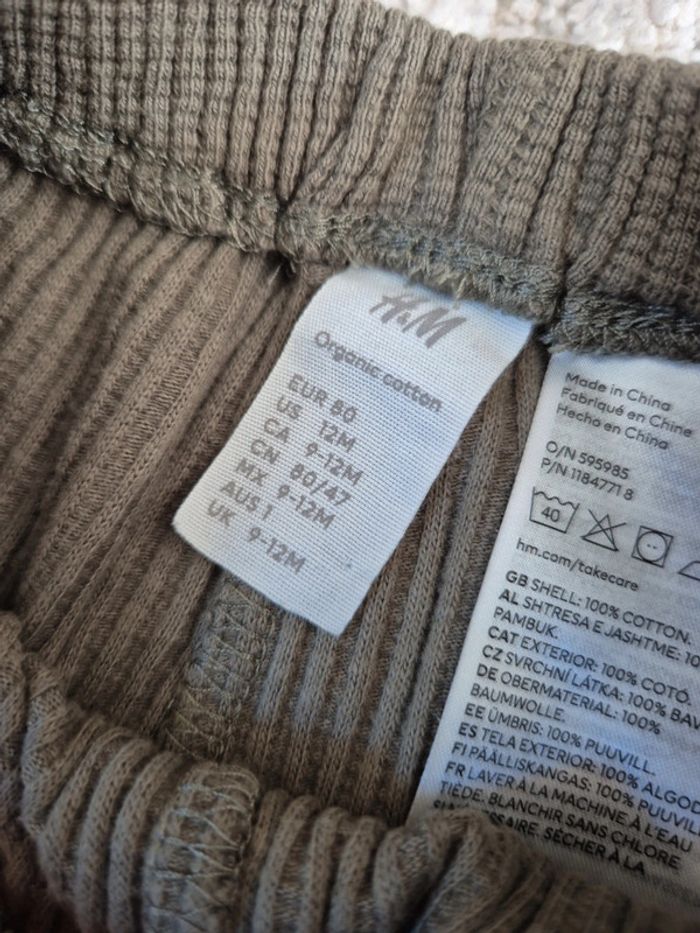 H&M
Organic cotton
EUR 80
US 12M
CA 9-12M
CN 80/47
MX 9-12M
AUS 1
UK 9-12M
Made in China
Fabriqué en Chine
Hecho en China
O/N 595985
P/N 11847718
40
hm.com/takecare
GB SHELL: 100% COTTON.
AL SHTRESA E JASHTME: 10
PAMBUK.
CAT EXTERIOR: 100% COTÓ.
CZ SVRCHNÍ LÁTKA: 100% BAV
DE OBERMATERIAL: 100%
BAUMWOLLE.
EE ÜMBRIS: 100% PUUVILL.
ES TELA EXTERIOR: 100% ALGO
FI PÄÄLLISKANGAS: 100% PUUVIL
FR LAVER À LA MACHINE À L'EAU
TIÈDE. BLANCHIR SANS CHLORE
SAIRE. SÉCHER À LA